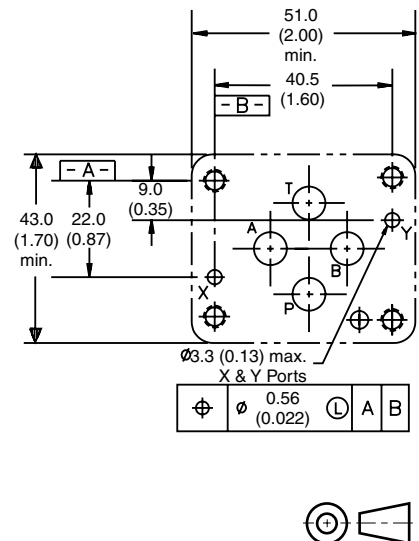 51.0
(2.00)
min.
40.5
(1.60)
- B -
- A -
9.0
(0.35)
43.0
(1.70)
min.
22.0
(0.87)
T
A
B
Y
X
P
Ø3.3 (0.13) max.
X & Y Ports
⌖ ø 0.56 (0.022) Ⓛ A B